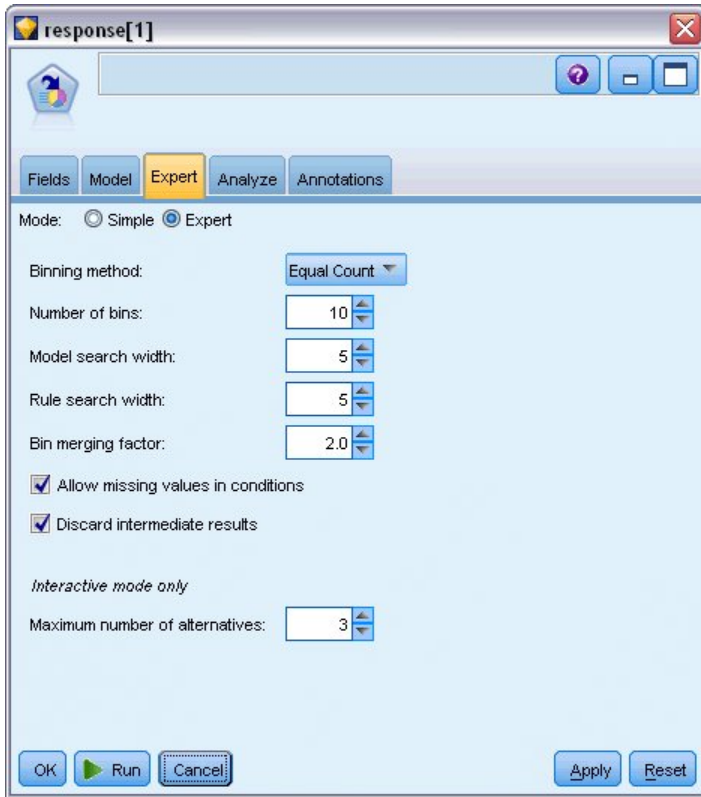 response[1]
Fields Model Expert Analyze Annotations
Mode: Simple Expert
Binning method: Equal Count
Number of bins: 10
Model search width: 5
Rule search width: 5
Bin merging factor: 2.0
Allow missing values in conditions
Discard intermediate results
Interactive mode only
Maximum number of alternatives: 3
OK Run Cancel Apply Reset